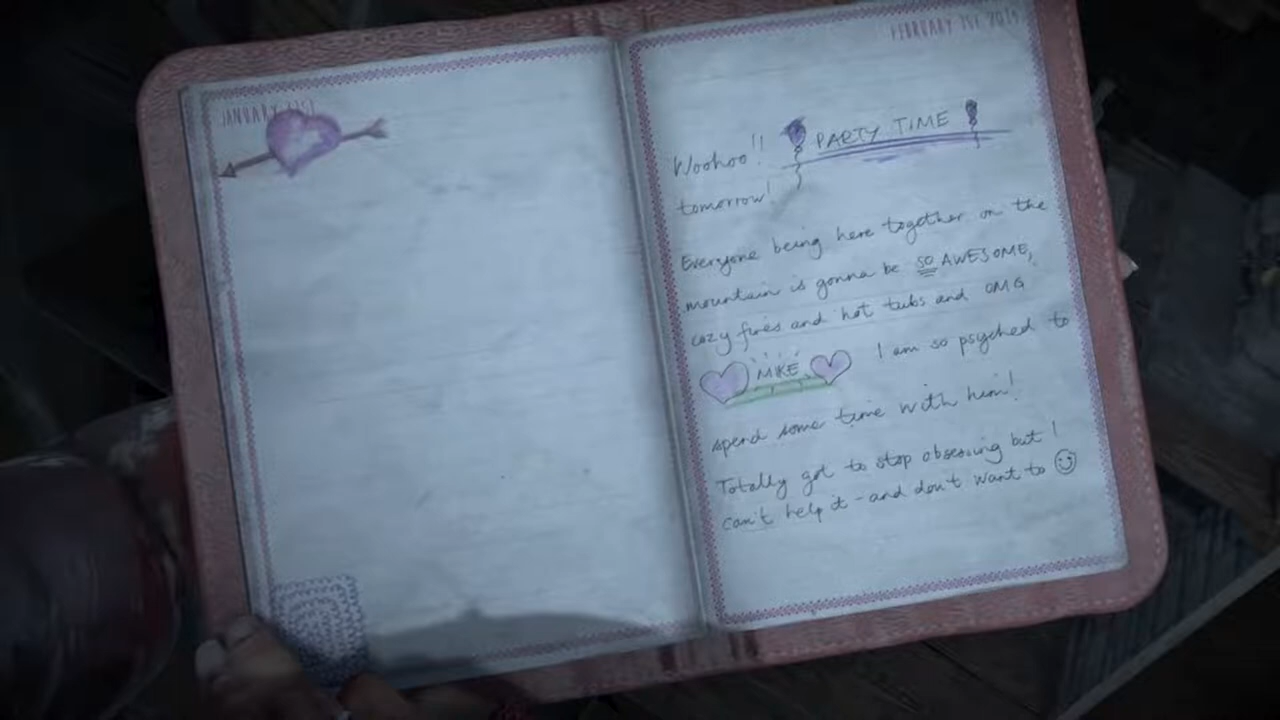 JANUARY 31ST
FEBRUARY 1ST 2014
Woohoo!! PARTY TIME
tomorrow!
Everyone being here together on the
mountain is gonna be SO AWESOME,
cozy fires and hot tubs and OMG
MIKE I am so psyched to
spend some time with him!
Totally got to stop obsessing but I
can't help it - and don't want to